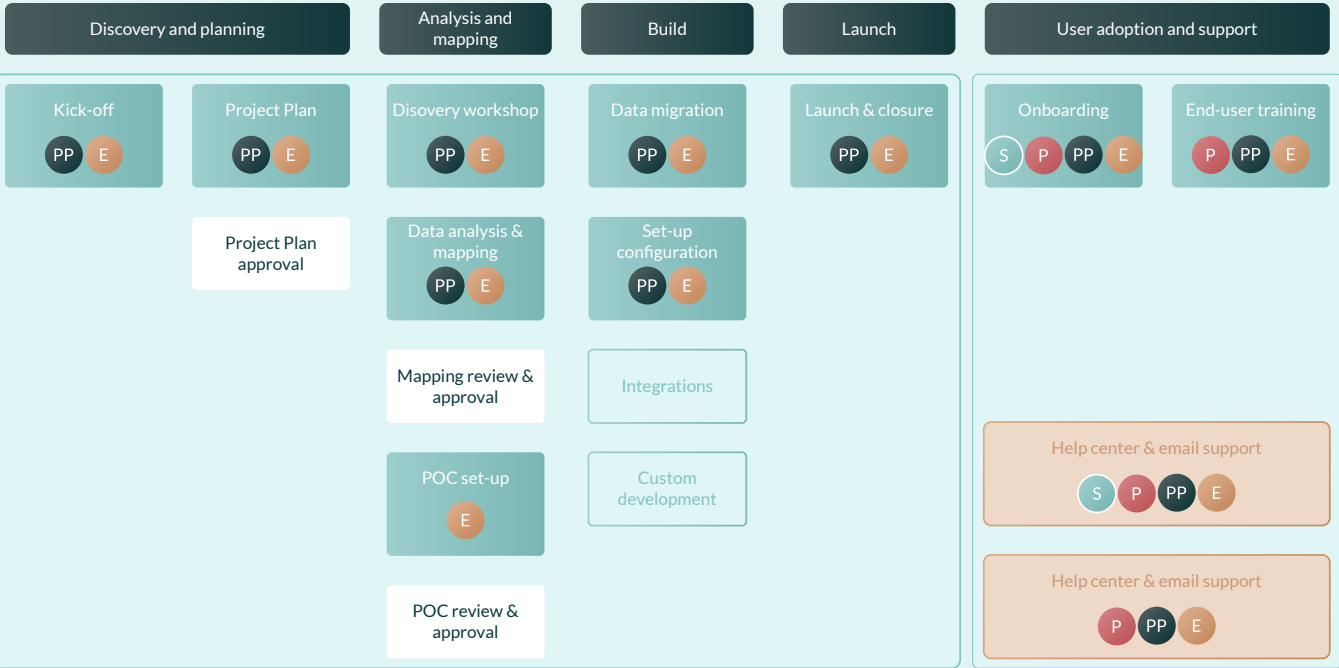 Discovery and planning
Analysis and
mapping
Build
Launch
User adoption and support
Kick-off
PP E
Project Plan
PP E
Project Plan
approval
Disovery workshop
PP E
Data analysis &
mapping
PP E
Mapping review &
approval
POC set-up
E
POC review &
approval
Data migration
PP E
Set-up
configuration
PP E
Integrations
Custom
development
Launch & closure
PP E
Onboarding
S P PP E
End-user training
P PP E
Help center & email support
S P PP E
Help center & email support
P PP E